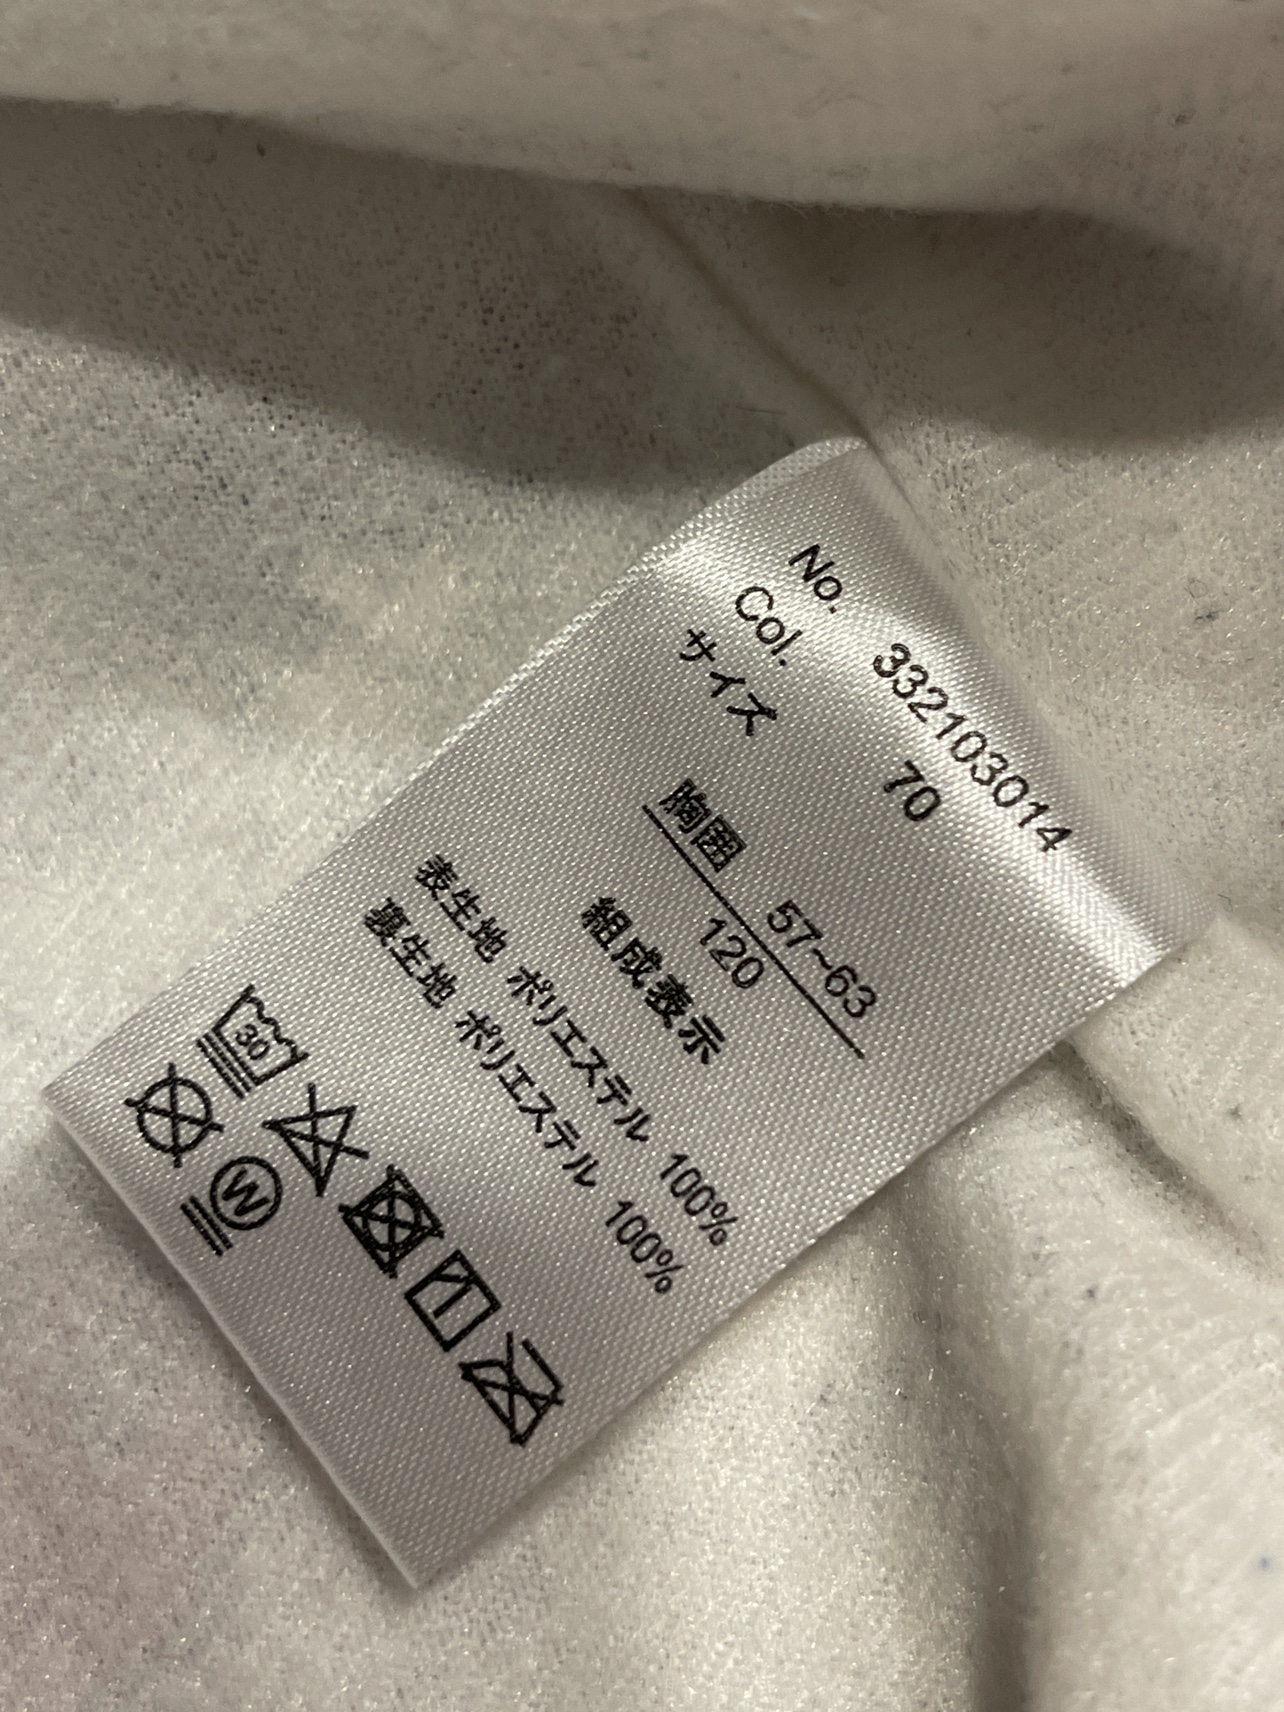 No. 332103014
Col. 70
サイズ
胸囲 57~63
120
組成表示
表生地 ポリエステル 100%
裏生地 ポリエステル 100%
30
W